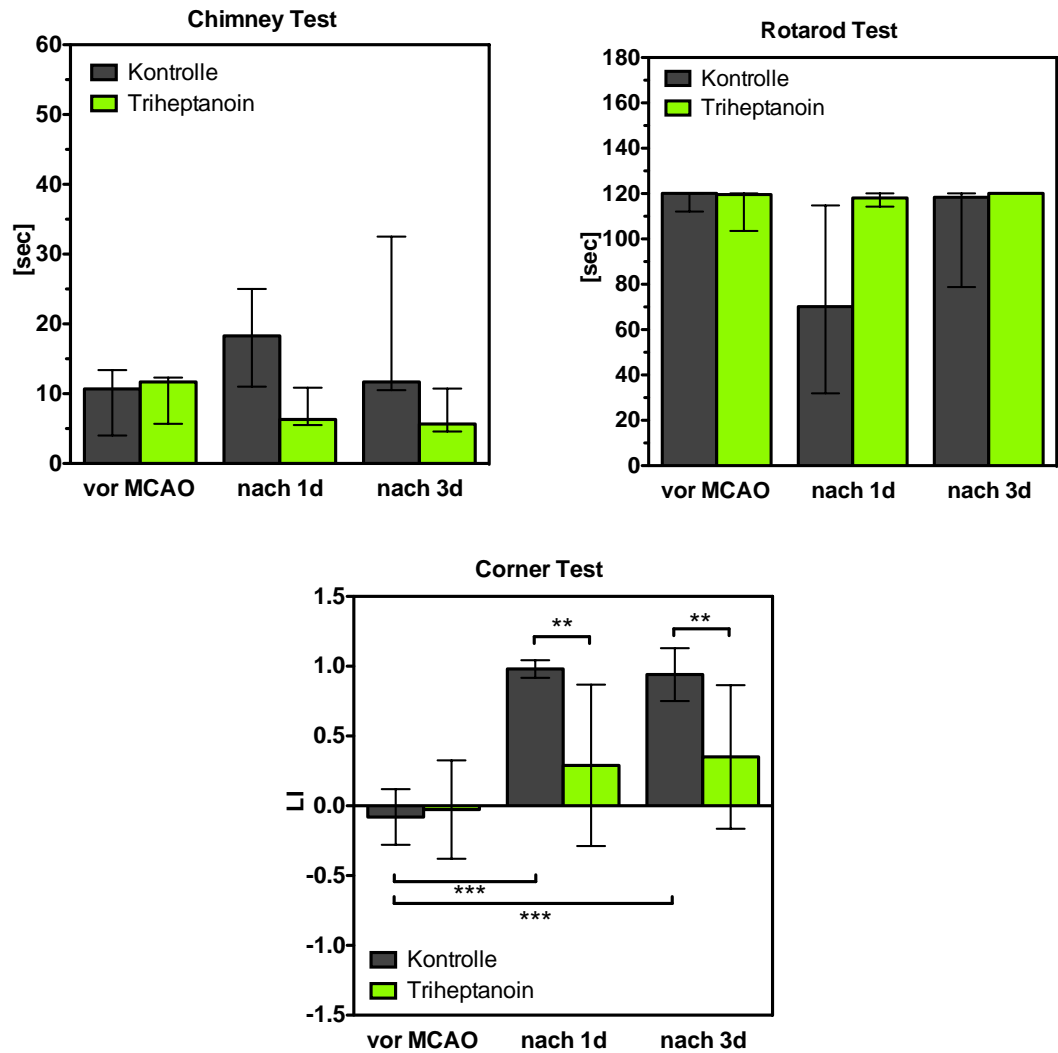 Chimney Test
60
50
40
30
20
10
0
[sec]
Kontrolle
Triheptanoin
vor MCAO nach 1d nach 3d
Rotarod Test
180
160
140
120
100
80
60
40
20
0
[sec]
Kontrolle
Triheptanoin
vor MCAO nach 1d nach 3d
Corner Test
1.5
1.0
0.5
0.0
-0.5
-1.0
-1.5
LI
** **
***
***
Kontrolle
Triheptanoin
vor MCAO nach 1d nach 3d